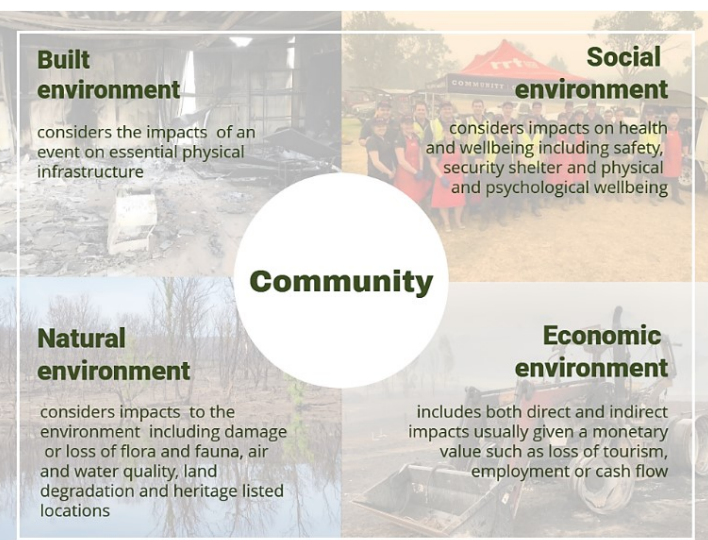 Built
environment
considers the impacts of an
event on essential physical
infrastructure
Social
environment
considers impacts on health
and wellbeing including safety,
security shelter and physical
and psychological wellbeing
COMMUNITY
Community
Natural
environment
considers impacts to the
environment including damage
or loss of flora and fauna, air
and water quality, land
degradation and heritage listed
locations
Economic
environment
includes both direct and indirect
impacts usually given a monetary
value such as loss of tourism,
employment or cash flow